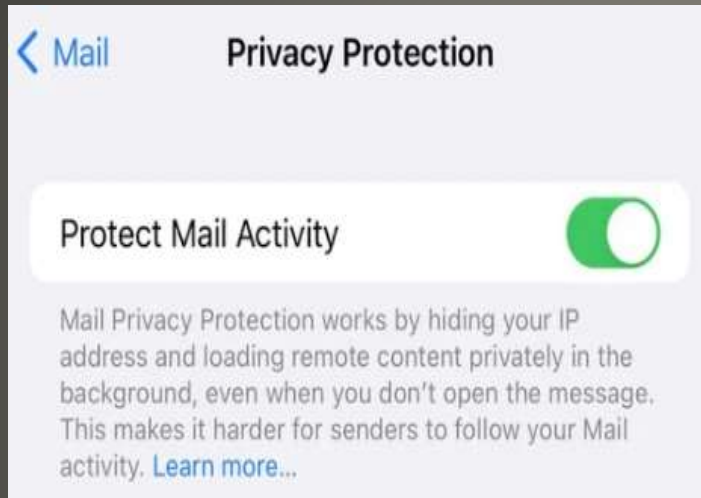 Mail
Privacy Protection
Protect Mail Activity
Mail Privacy Protection works by hiding your IP
address and loading remote content privately in the
background, even when you don’t open the message.
This makes it harder for senders to follow your Mail
activity. Learn more...